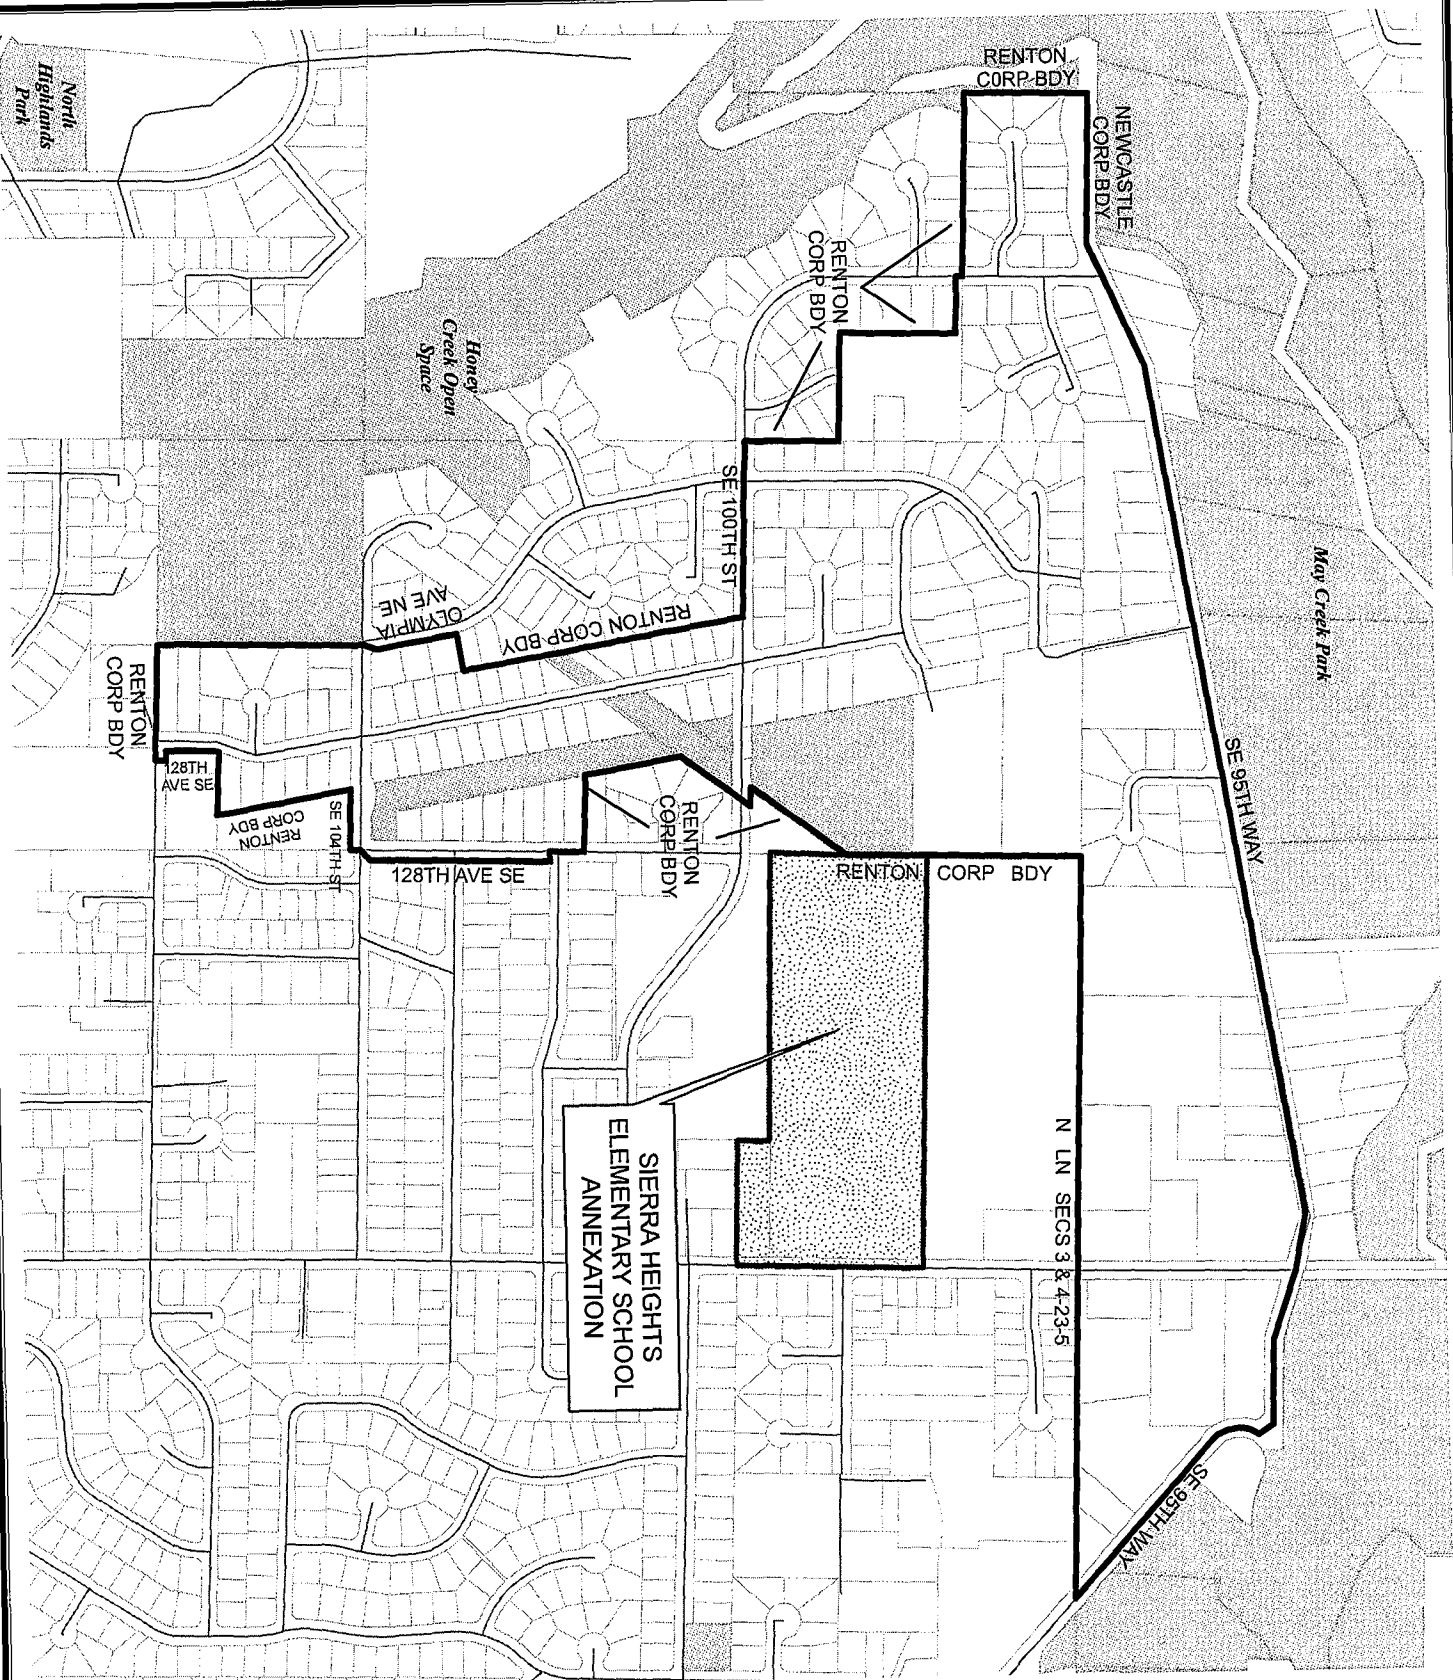 RENTON
CORP BDY
NEWCASTLE
CORP BDY
North
Highlands
Park
RENTON
CORP BDY
Honey
Creek Open
Space
SE 100TH ST
May Creek Park
OLYMPIA
AVE NE
RENTON CORP BDY
RENTON
CORP BDY
SE 95TH WAY
128TH
AVE SE
RENTON
CORP BDY
SE 104TH ST
RENTON
CORP BDY
128TH AVE SE
RENTON CORP BDY
N LN SECS 3 & 4-23-5
SIERRA HEIGHTS
ELEMENTARY SCHOOL
ANNEXATION
SE 95TH WAY